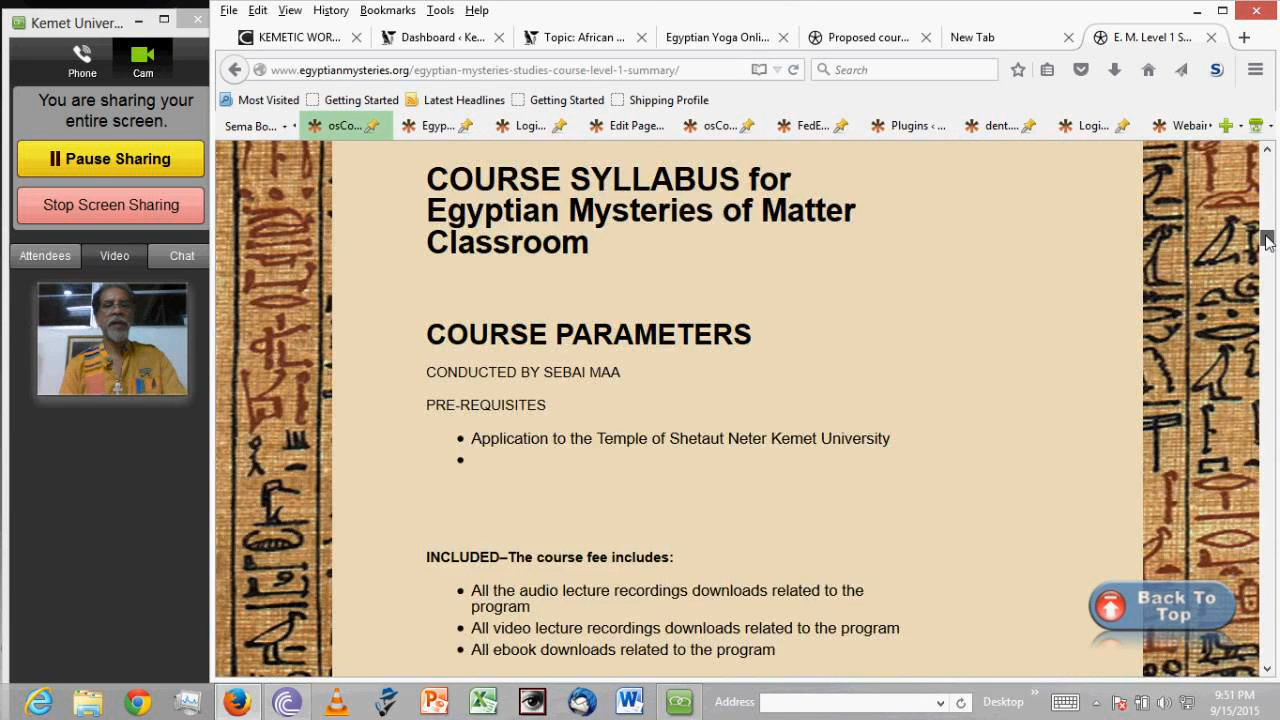 Kemet Univer...
Phone
Cam
You are sharing your
entire screen.
Pause Sharing
Stop Screen Sharing
Attendees
Video
Chat
File
Edit
View
History
Bookmarks
Tools
Help
KEMETIC WOR...
Dashboard ‹ Ke...
Topic: African ...
Egyptian Yoga Onli...
Proposed cour...
New Tab
E. M. Level 1 S...
www.egyptianmysteries.org/egyptian-mysteries-studies-course-level-1-summary/
Search
Most Visited
Getting Started
Latest Headlines
Getting Started
Shipping Profile
Sema Bo...
osCo...
Egyp...
Logi...
Edit Page...
osCo...
FedE...
Plugins ‹ ...
dent....
Logi...
Webair
COURSE SYLLABUS for
Egyptian Mysteries of Matter
Classroom
COURSE PARAMETERS
CONDUCTED BY SEBAI MAA
PRE-REQUISITES
Application to the Temple of Shetaut Neter Kemet University
INCLUDED–The course fee includes:
All the audio lecture recordings downloads related to the
program
All video lecture recordings downloads related to the program
All ebook downloads related to the program
Back To
Top
Address
Desktop
9:51 PM
9/15/2015